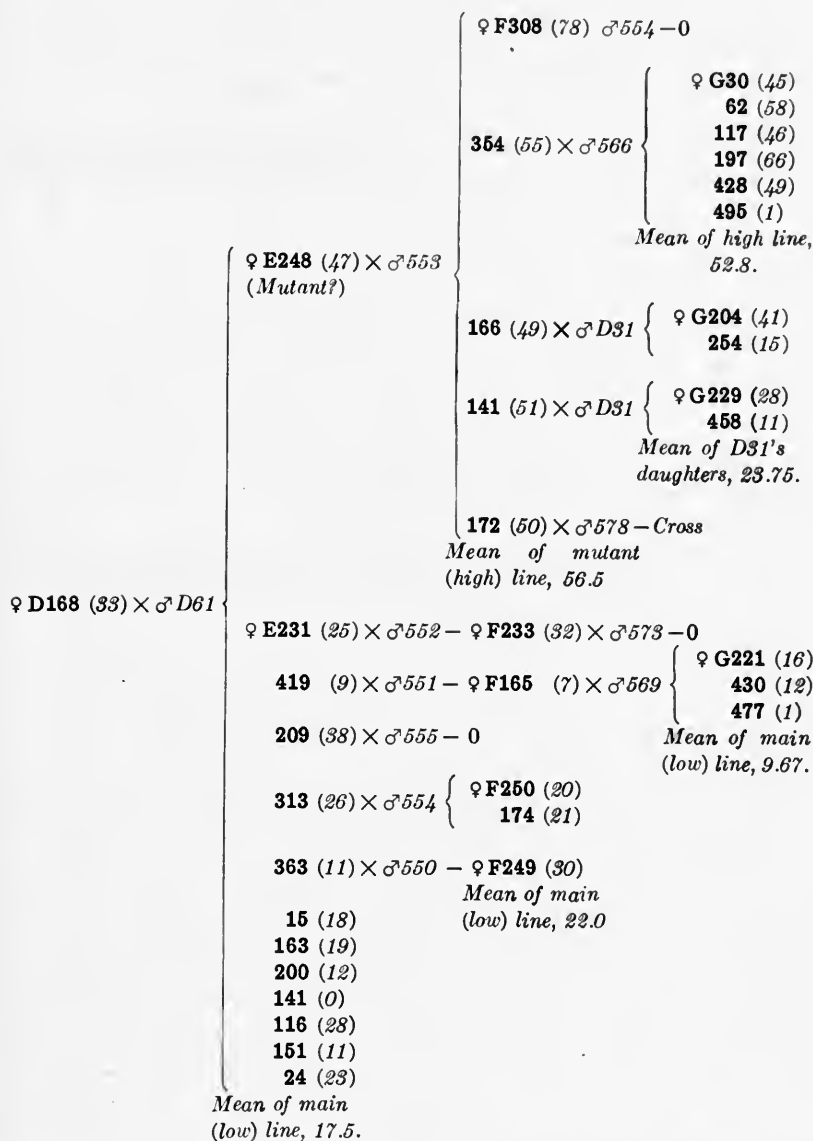 ♀ F308 (78) ♂554 – 0
♀ G30 (45)
62 (58)
354 (55) × ♂566 117 (46)
197 (66)
428 (49)
495 (1)
Mean of high line,
52.8.
♀ E248 (47) × ♂553
(Mutant?)
166 (49) × ♂D31 ♀ G204 (41)
254 (15)
141 (51) × ♂D31 ♀ G229 (28)
458 (11)
Mean of D31's
daughters, 23.75.
172 (50) × ♂578 – Cross
Mean of mutant
(high) line, 56.5
♀ D168 (33) × ♂D61
♀ E231 (25) × ♂552 – ♀ F233 (32) × ♂573 – 0
419 (9) × ♂551 – ♀ F165 (7) × ♂569 ♀ G221 (16)
430 (12)
477 (1)
Mean of main
(low) line, 9.67.
209 (38) × ♂555 – 0
313 (26) × ♂554 ♀ F250 (20)
174 (21)
363 (11) × ♂550 – ♀ F249 (30)
Mean of main
(low) line, 22.0
15 (18)
163 (19)
200 (12)
141 (0)
116 (28)
151 (11)
24 (23)
Mean of main
(low) line, 17.5.